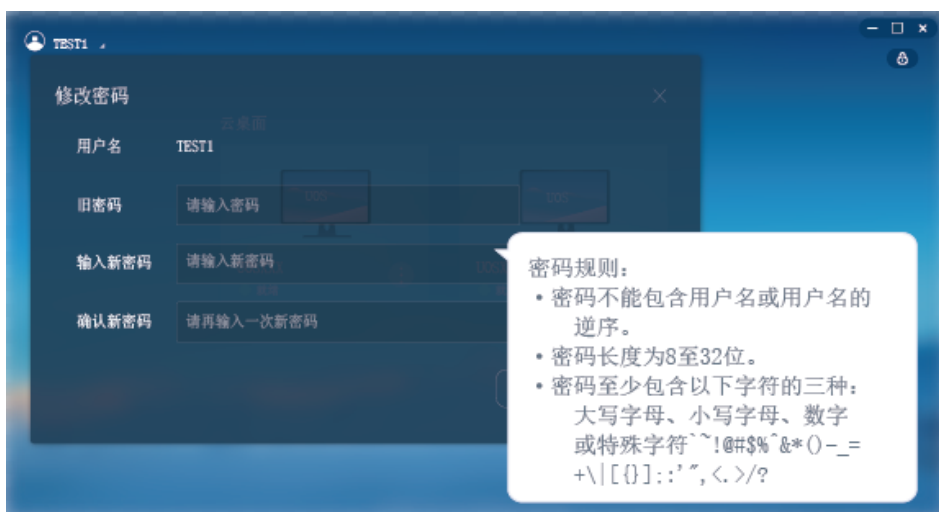 TEST1
修改密码
云桌面
用户名 TEST1
旧密码 请输入密码
输入新密码 请输入新密码
确认新密码 请再输入一次新密码
密码规则：
•密码不能包含用户名或用户名的
逆序。
•密码长度为8至32位。
•密码至少包含以下字符的三种：
大写字母、小写字母、数字
或特殊字符`~!@#$%^&*()-_=
+\|[{}];:'",<.>/?